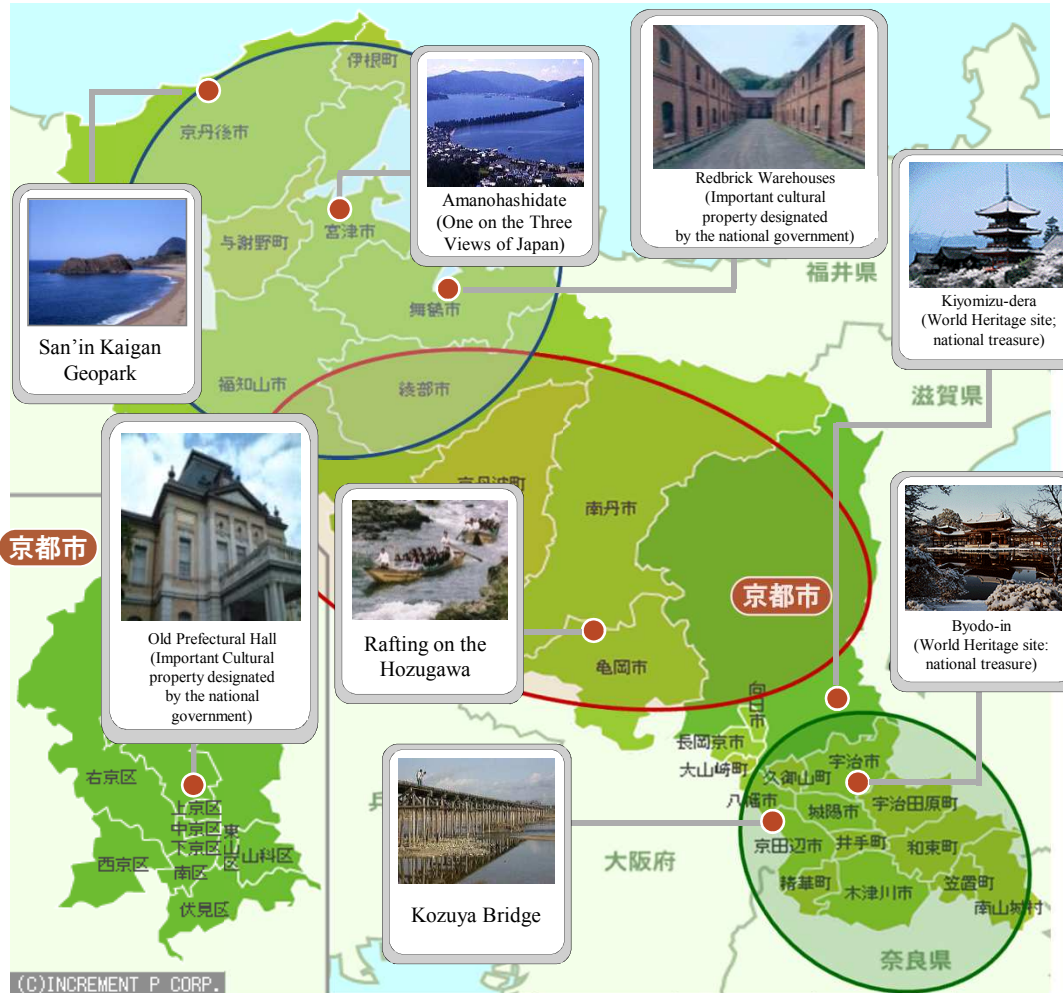 伊根町
京丹後市
与謝野町
宮津市
舞鶴市
福知山市
綾部市
Amanohashidate
(One on the Three
Views of Japan)
Redbrick Warehouses
(Important cultural
property designated
by the national government)
福井県
Kiyomizu-dera
(World Heritage site;
national treasure)
San’in Kaigan
Geopark
滋賀県
京丹波町
南丹市
京都市
京都市
Old Prefectural Hall
(Important Cultural
property designated
by the national
government)
Rafting on the
Hozugawa
亀岡市
Byodo-in
(World Heritage site:
national treasure)
向日市
長岡京市
大山崎町
久御山町
宇治市
八幡市
城陽市
宇治田原町
京田辺市
井手町
和束町
精華町
木津川市
笠置町
南山城村
大阪府
奈良県
Kozuya Bridge
右京区
上京区
中京区
下京区
東山区
山科区
西京区
南区
伏見区
(C)INCREMENT P CORP.